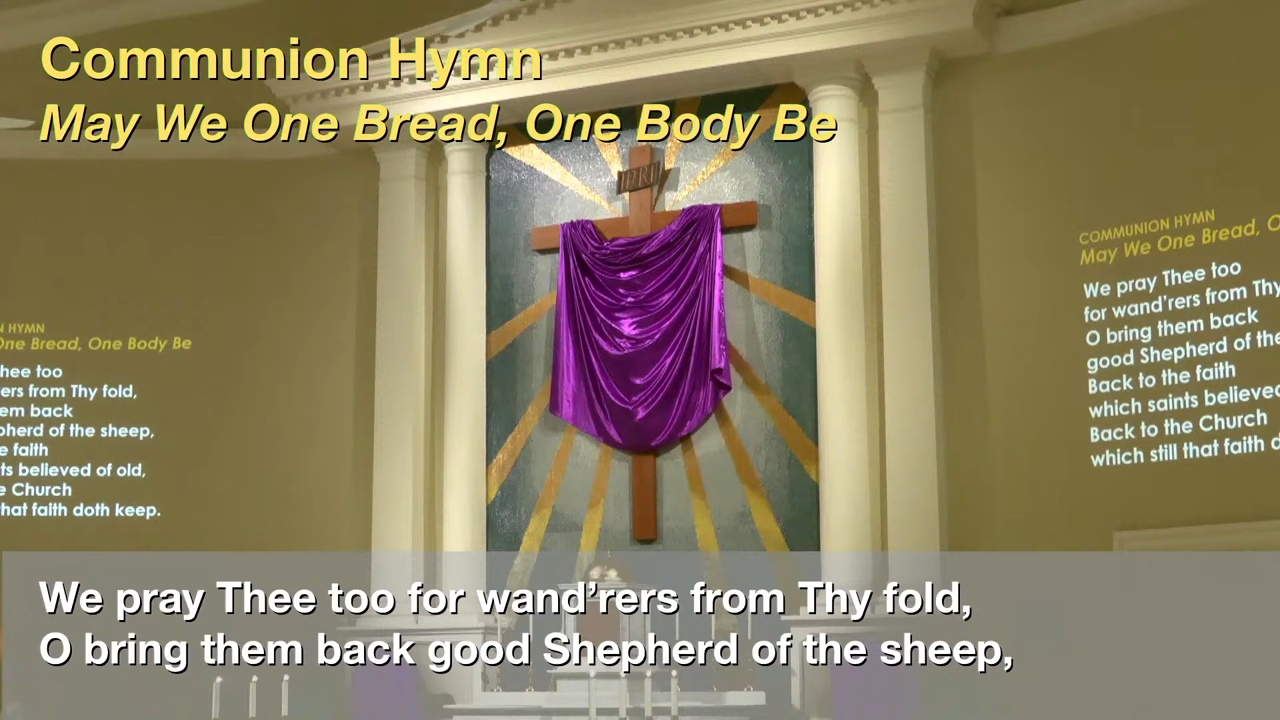 Communion Hymn
May We One Bread, One Body Be
INRI
COMMUNION HYMN
May We One Bread, O
We pray Thee too
for wand'rers from Thy
O bring them back
good Shepherd of the
Back to the faith
which saints believed
Back to the Church
which still that faith d
N HYMN
One Bread, One Body Be
hee too
ers from Thy fold,
em back
pherd of the sheep,
e faith
ts believed of old,
e Church
that faith doth keep.
We pray Thee too for wand’rers from Thy fold,
O bring them back good Shepherd of the sheep,